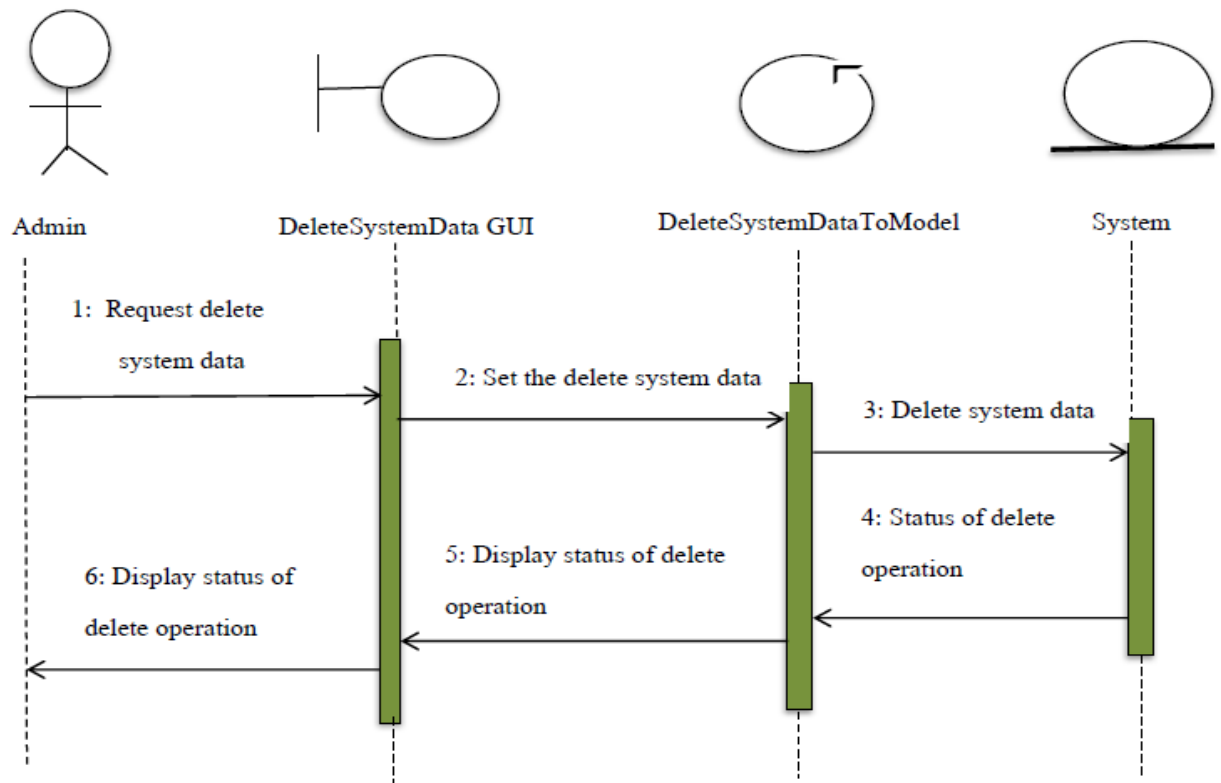 Admin
DeleteSystemData GUI
DeleteSystemDataToModel
System
1: Request delete
system data
2: Set the delete system data
3: Delete system data
4: Status of delete
operation
5: Display status of delete
operation
6: Display status of
delete operation